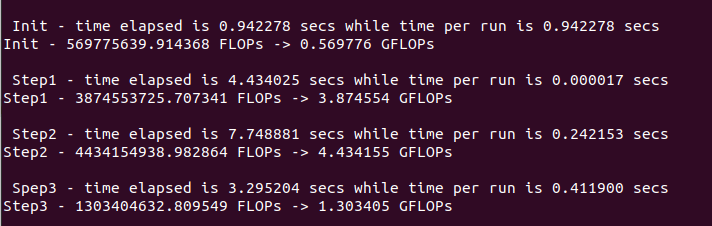 Init - time elapsed is 0.942278 secs while time per run is 0.942278 secs
Init - 569775639.914368 FLOPs -> 0.569776 GFLOPs
Step1 - time elapsed is 4.434025 secs while time per run is 0.000017 secs
Step1 - 3874553725.707341 FLOPs -> 3.874554 GFLOPs
Step2 - time elapsed is 7.748881 secs while time per run is 0.242153 secs
Step2 - 4434154938.982864 FLOPs -> 4.434155 GFLOPs
Spep3 - time elapsed is 3.295204 secs while time per run is 0.411900 secs
Step3 - 1303404632.809549 FLOPs -> 1.303405 GFLOPs